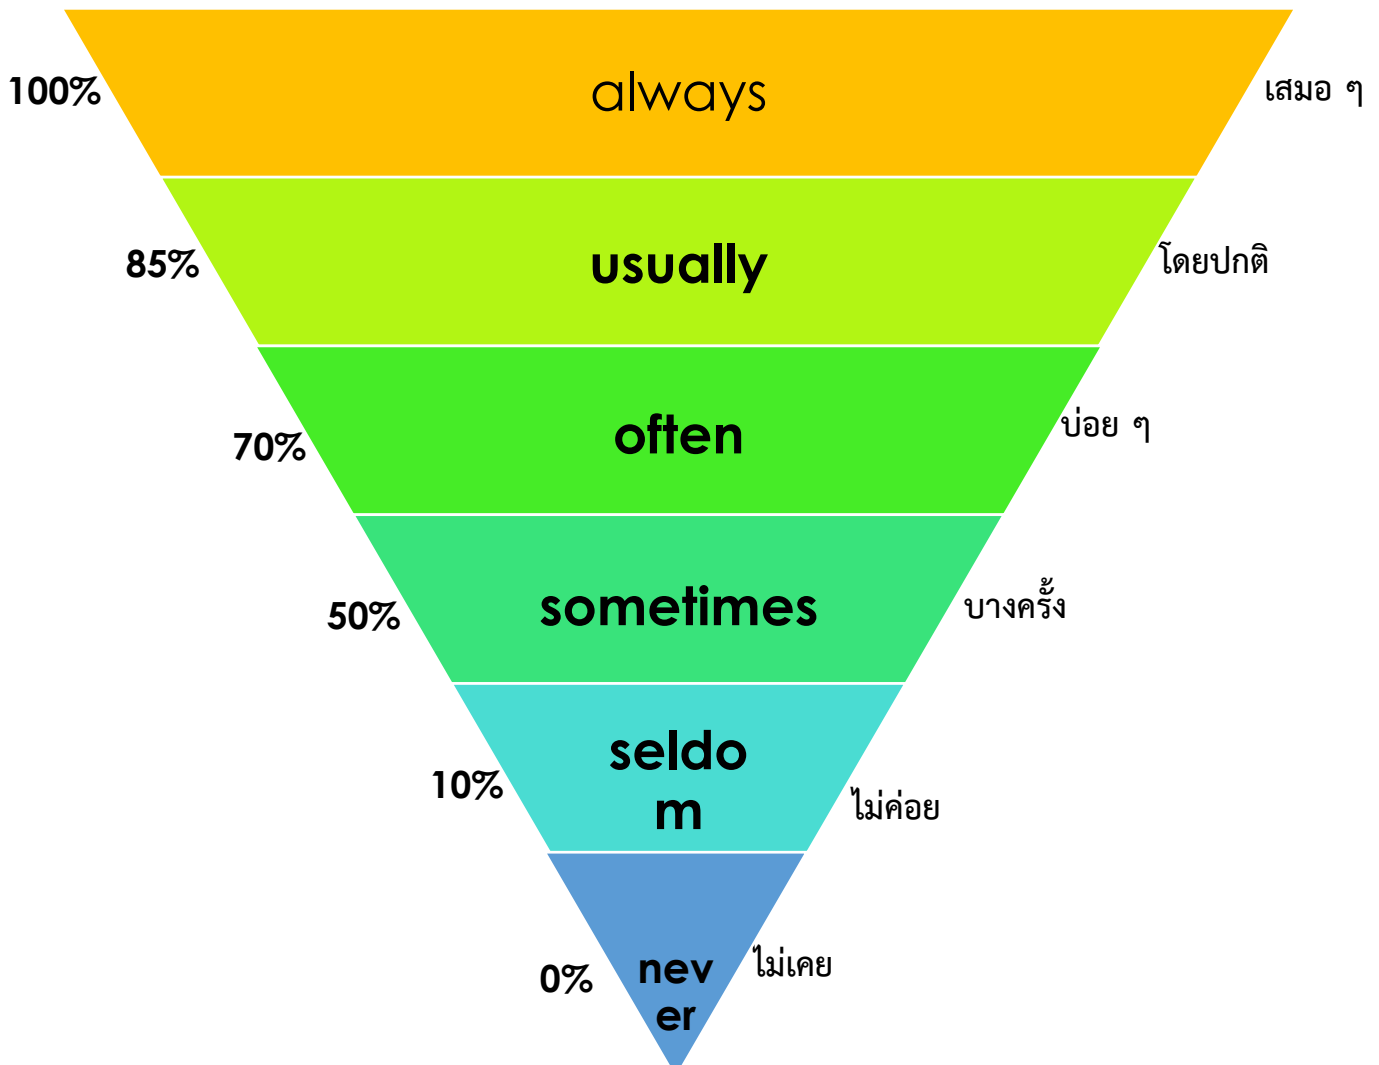 100% always เสมอ ๆ
85% usually โดยปกติ
70% often บ่อย ๆ
50% sometimes บางครั้ง
seldo
10% m ไม่ค่อย
0% nev ไม่เคย
er